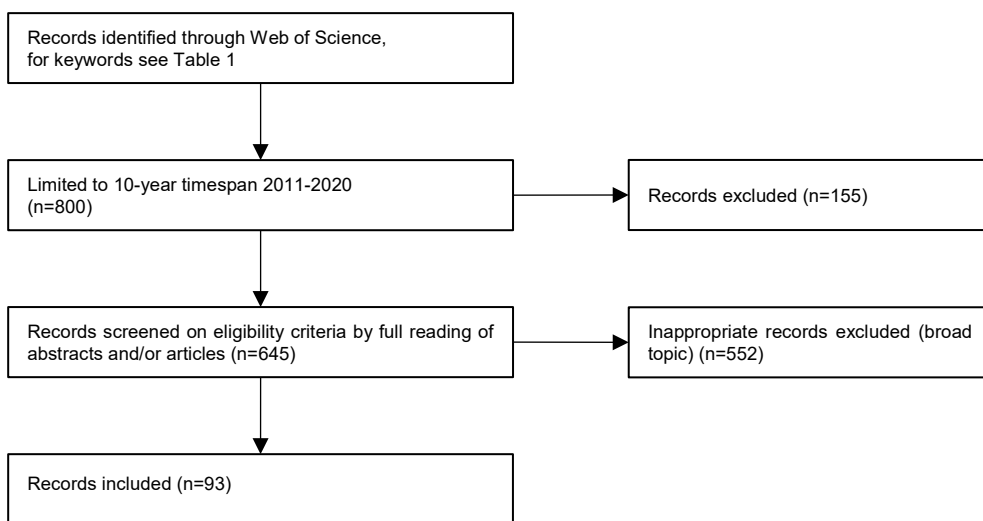 Records identified through Web of Science,
for keywords see Table 1
Limited to 10-year timespan 2011-2020
(n=800)
Records excluded (n=155)
Records screened on eligibility criteria by full reading of
abstracts and/or articles (n=645)
Inappropriate records excluded (broad
topic) (n=552)
Records included (n=93)